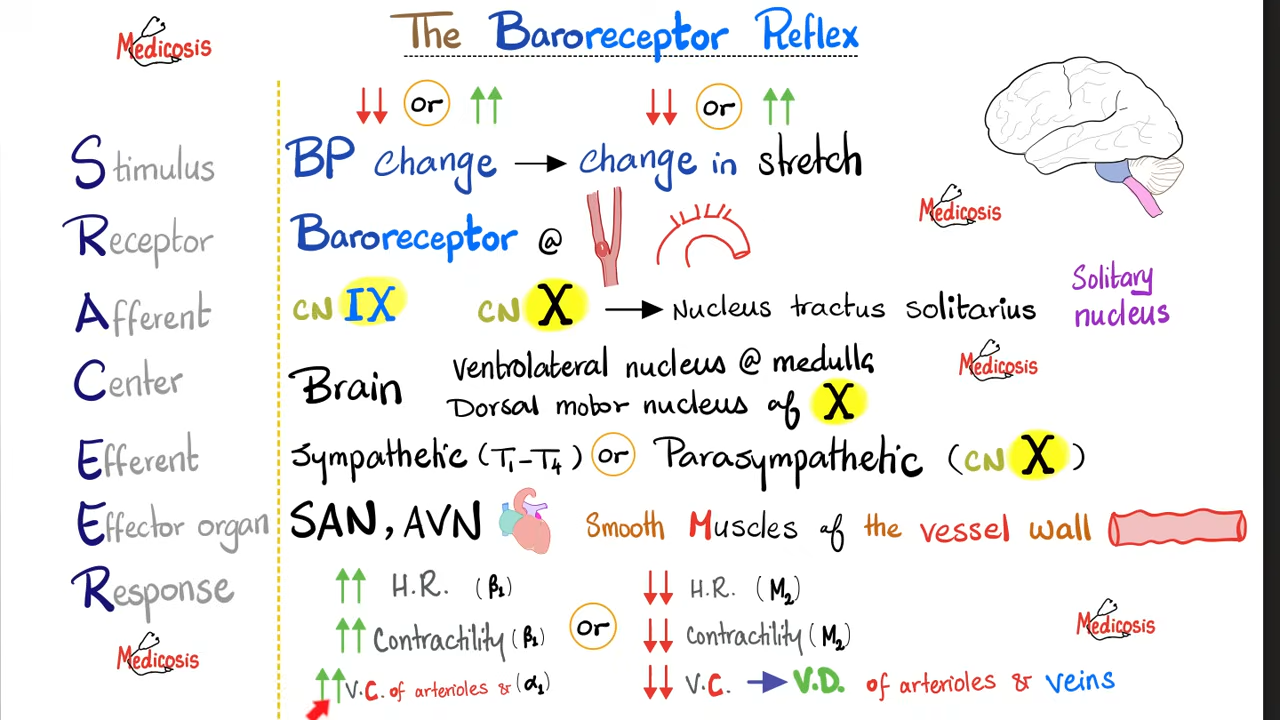 Medicosis
The Baroreceptor Reflex
↓↓ or ↑↑ ↓↓ or ↑↑
Stimulus BP change → change in stretch
Medicosis
Receptor Baroreceptor @
Afferent CN IX CN X → Nucleus tractus solitarius Solitary nucleus
Center Brain Ventrolateral nucleus @ medulla
Dorsal motor nucleus of X
Medicosis
Efferent Sympathetic (T1-T4) or Parasympathetic (CN X)
Effector organ SAN, AVN Smooth Muscles of the vessel wall
Response ↑↑ H.R. (β1) ↓↓ H.R. (M2)
↑↑ Contractility (β1) or ↓↓ Contractility (M2)
Medicosis
Medicosis
↑↑ V.C. of arterioles & (α1) ↓↓ V.C. → V.D. of arterioles & veins